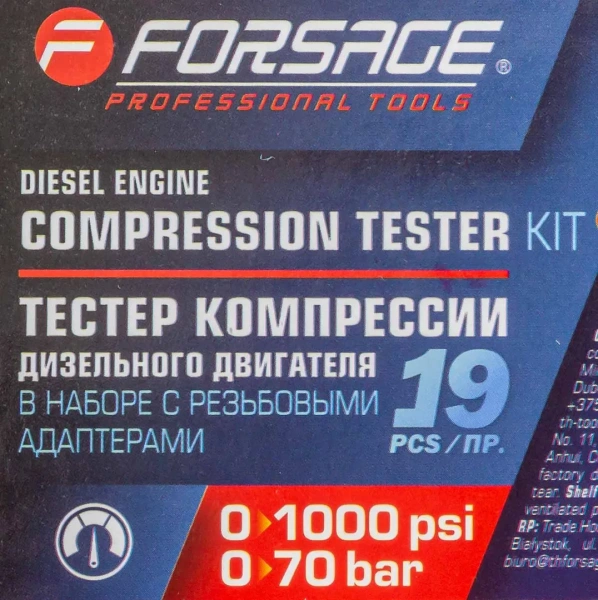 F FORSAGE®
PROFESSIONAL TOOLS
DIESEL ENGINE
COMPRESSION TESTER KIT
ТЕСТЕР КОМПРЕССИИ
ДИЗЕЛЬНОГО ДВИГАТЕЛЯ
В НАБОРЕ С РЕЗЬБОВЫМИ
АДАПТЕРАМИ
19
PCS/ПР.
0 1000 psi
0 70 bar
+375
th-too
No. 11,
Anhui, C
factory d
tear. Shelf
ventilated p
RP: Trade Ho
Białystok, ul.
biuro@thforsag